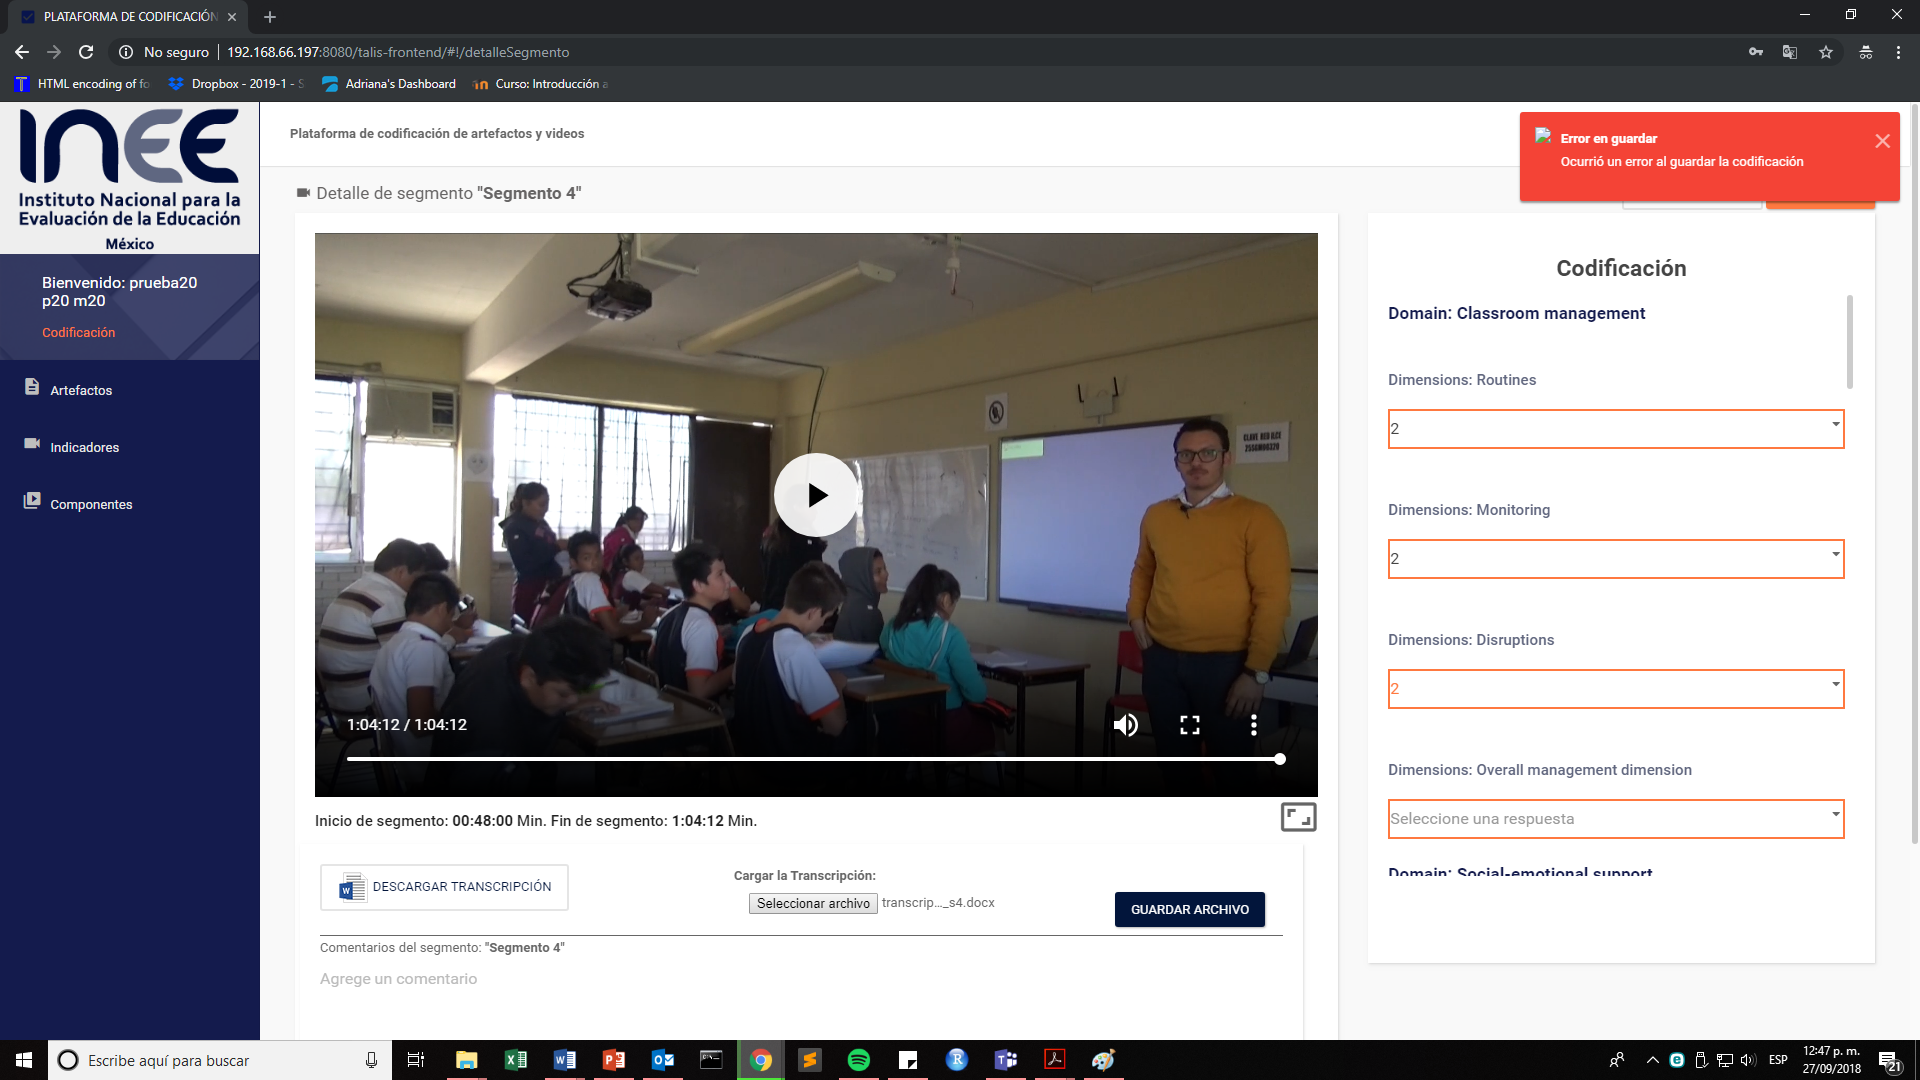 PLATAFORMA DE CODIFICACIÓN
No seguro
192.168.66.197:8080/talis-frontend/#!/detalleSegmento
HTML encoding of fo
Dropbox - 2019-1 - S
Adriana's Dashboard
Curso: Introducción a
INEE
Instituto Nacional para la
Evaluación de la Educación
México
Bienvenido: prueba20
p20 m20
Codificación
Artefactos
Indicadores
Componentes
Plataforma de codificación de artefactos y videos
Error en guardar
Ocurrió un error al guardar la codificación
Detalle de segmento "Segmento 4"
1:04:12 / 1:04:12
Inicio de segmento: 00:48:00 Min. Fin de segmento: 1:04:12 Min.
DESCARGAR TRANSCRIPCIÓN
Cargar la Transcripción:
Seleccionar archivo transcrip..._s4.docx
GUARDAR ARCHIVO
Comentarios del segmento: "Segmento 4"
Agrege un comentario
Codificación
Domain: Classroom management
Dimensions: Routines
2
Dimensions: Monitoring
2
Dimensions: Disruptions
2
Dimensions: Overall management dimension
Seleccione una respuesta
Domain: Social-emotional support
Escribe aquí para buscar
ESP
12:47 p. m.
27/09/2018
21